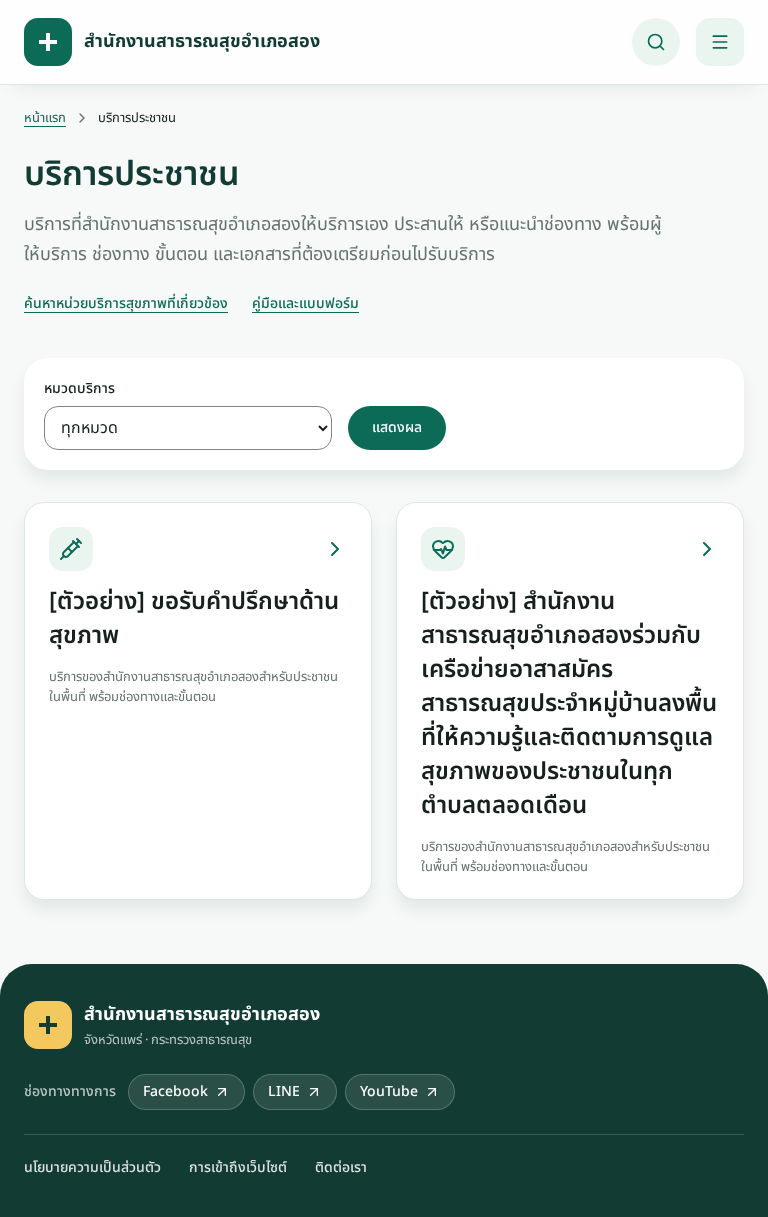 สำนักงานสาธารณสุขอำเภอสอง
หน้าแรก
บริการประชาชน
บริการประชาชน
บริการที่สำนักงานสาธารณสุขอำเภอสองให้บริการเอง ประสานให้ หรือแนะนำช่องทาง พร้อมผู้
ให้บริการ ช่องทาง ขั้นตอน และเอกสารที่ต้องเตรียมก่อนไปรับบริการ
ค้นหาหน่วยบริการสุขภาพที่เกี่ยวข้อง
คู่มือและแบบฟอร์ม
หมวดบริการ
ทุกหมวด
แสดงผล
[ตัวอย่าง] ขอรับคำปรึกษาด้าน
สุขภาพ
บริการของสำนักงานสาธารณสุขอำเภอสองสำหรับประชาชน
ในพื้นที่ พร้อมช่องทางและขั้นตอน
[ตัวอย่าง] สำนักงาน
สาธารณสุขอำเภอสองร่วมกับ
เครือข่ายอาสาสมัคร
สาธารณสุขประจำหมู่บ้านลงพื้น
ที่ให้ความรู้และติดตามการดูแล
สุขภาพของประชาชนในทุก
ตำบลตลอดเดือน
บริการของสำนักงานสาธารณสุขอำเภอสองสำหรับประชาชน
ในพื้นที่ พร้อมช่องทางและขั้นตอน
สำนักงานสาธารณสุขอำเภอสอง
จังหวัดแพร่ · กระทรวงสาธารณสุข
ช่องทางทางการ
Facebook
LINE
YouTube
นโยบายความเป็นส่วนตัว
การเข้าถึงเว็บไซต์
ติดต่อเรา